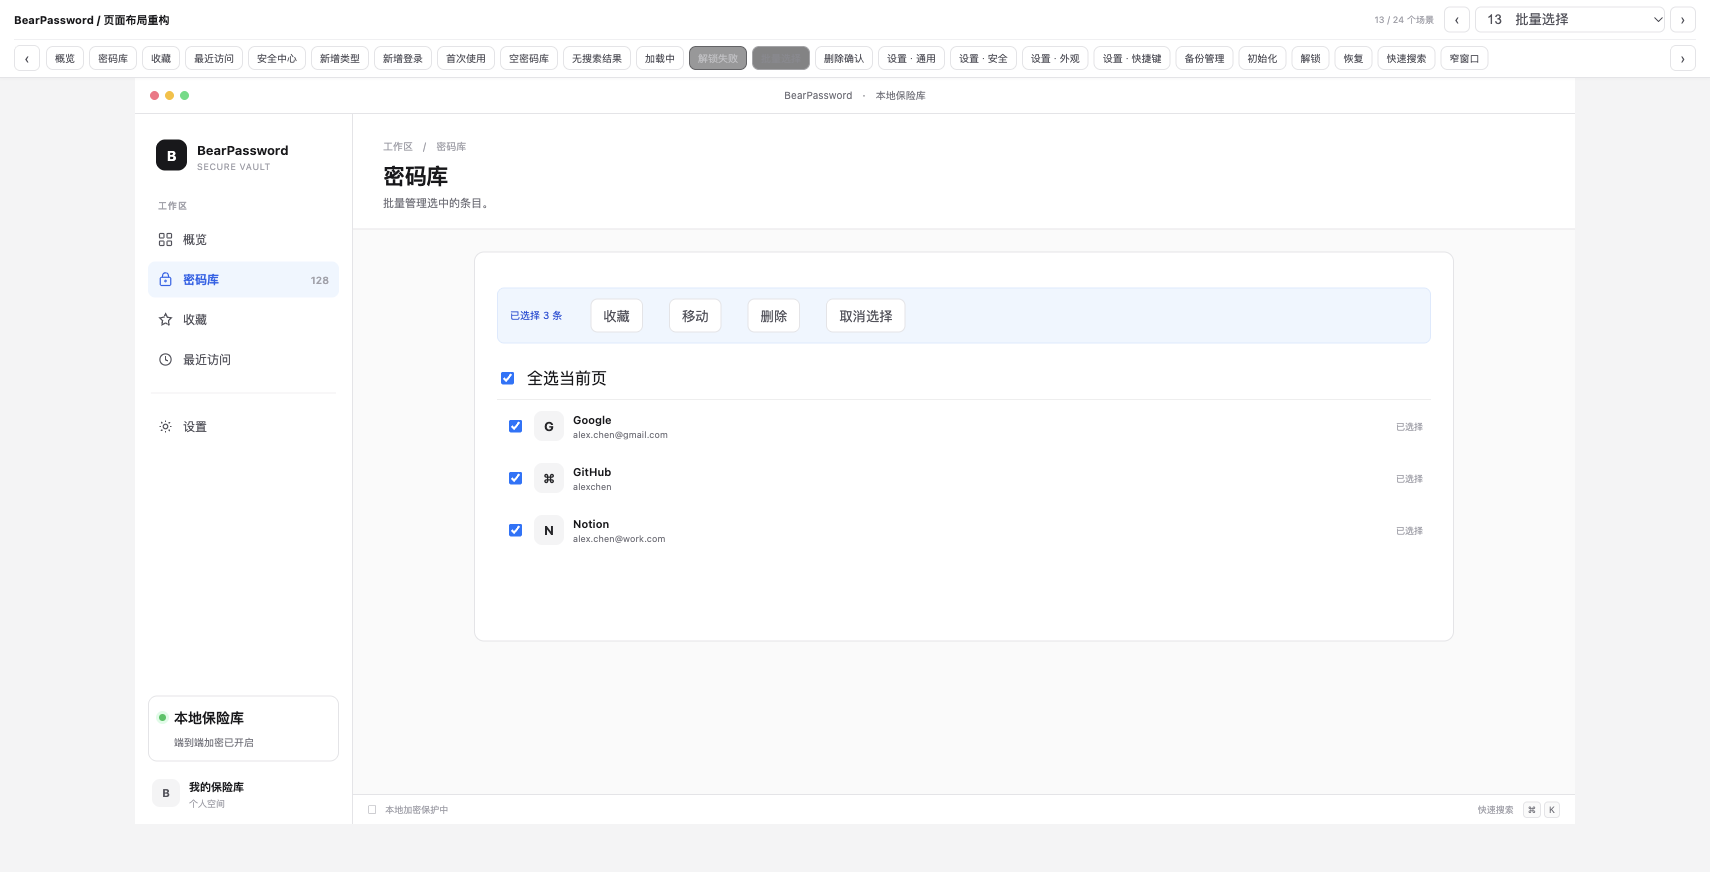 BearPassword / 页面布局重构
13 / 24 个场景
‹
13 批量选择
›
‹
概览
密码库
收藏
最近访问
安全中心
新增类型
新增登录
首次使用
空密码库
无搜索结果
加载中
解锁失败
删除确认
设置 · 通用
设置 · 安全
设置 · 外观
设置 · 快捷键
备份管理
初始化
解锁
恢复
快速搜索
窄窗口
›
BearPassword · 本地保险库
B
BearPassword
SECURE VAULT
工作区
概览
密码库 128
收藏
最近访问
设置
本地保险库
端到端加密已开启
B
我的保险库
个人空间
工作区 / 密码库
密码库
批量管理选中的条目。
已选择 3 条
收藏
移动
删除
取消选择
全选当前页
G
Google
alex.chen@gmail.com
已选择
⌘
GitHub
alexchen
已选择
N
Notion
alex.chen@work.com
已选择
本地加密保护中
快速搜索 ⌘ K